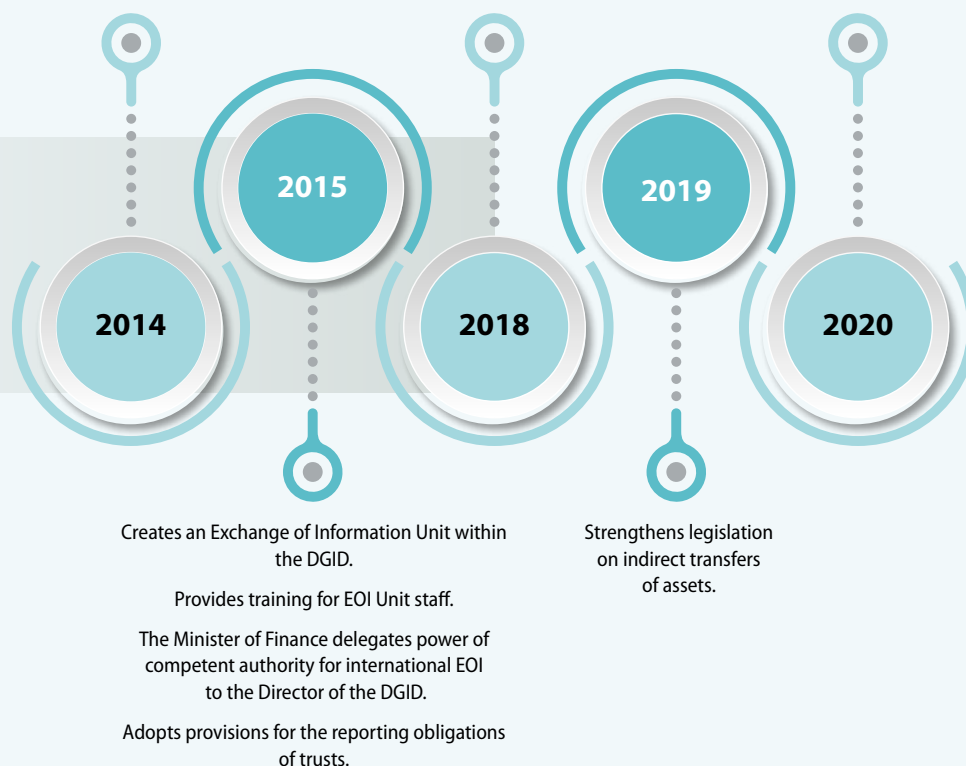 2015
2019
2014
2018
2020
Creates an Exchange of Information Unit within
the DGID.
Provides training for EOI Unit staff.
The Minister of Finance delegates power of
competent authority for international EOI
to the Director of the DGID.
Adopts provisions for the reporting obligations
of trusts.
Strengthens legislation
on indirect transfers
of assets.